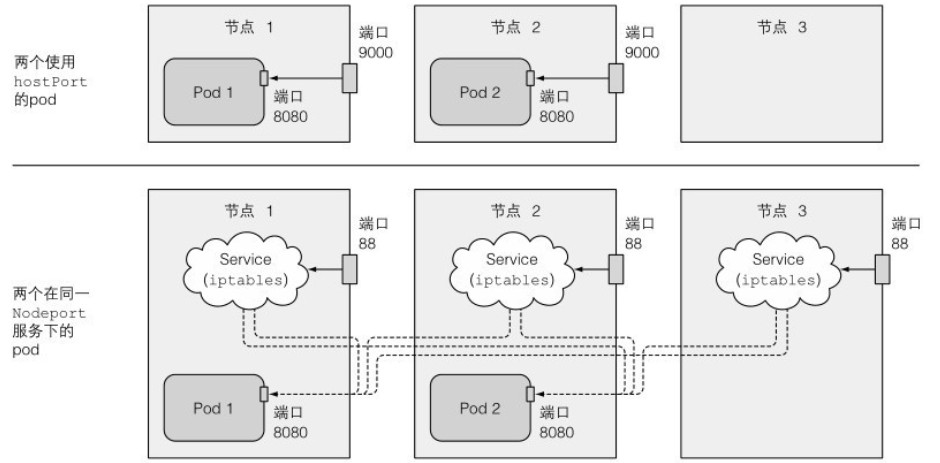 两个使用
hostPort
的pod
节点 1
端口
9000
Pod 1
端口
8080
节点 2
端口
9000
Pod 2
端口
8080
节点 3
两个在同一
Nodeport
服务下的
pod
节点 1
端口
88
Service
(iptables)
Pod 1
端口
8080
节点 2
端口
88
Service
(iptables)
Pod 2
端口
8080
节点 3
端口
88
Service
(iptables)